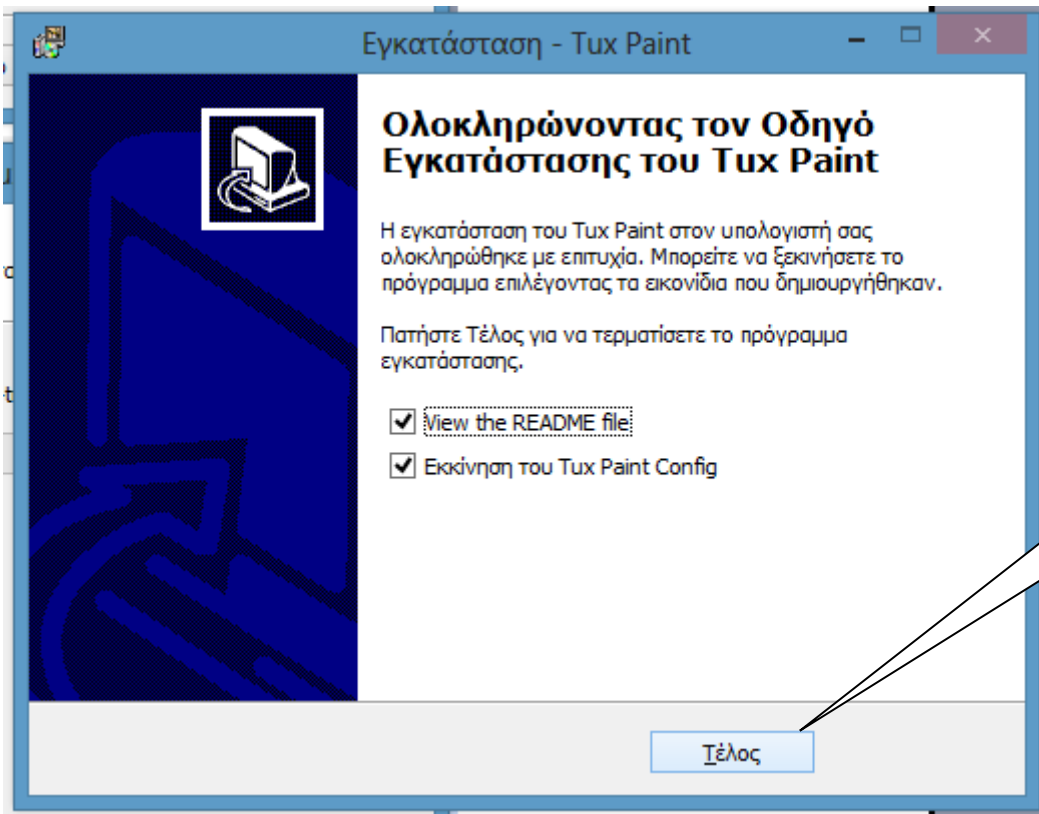 Εγκατάσταση - Tux Paint
Ολοκληρώνοντας τον Οδηγό
Εγκατάστασης του Tux Paint
Η εγκατάσταση του Tux Paint στον υπολογιστή σας
ολοκληρώθηκε με επιτυχία. Μπορείτε να ξεκινήσετε το
πρόγραμμα επιλέγοντας τα εικονίδια που δημιουργήθηκαν.
Πατήστε Τέλος για να τερματίσετε το πρόγραμμα
εγκατάστασης.
View the README file
Εκκίνηση του Tux Paint Config
Τέλος